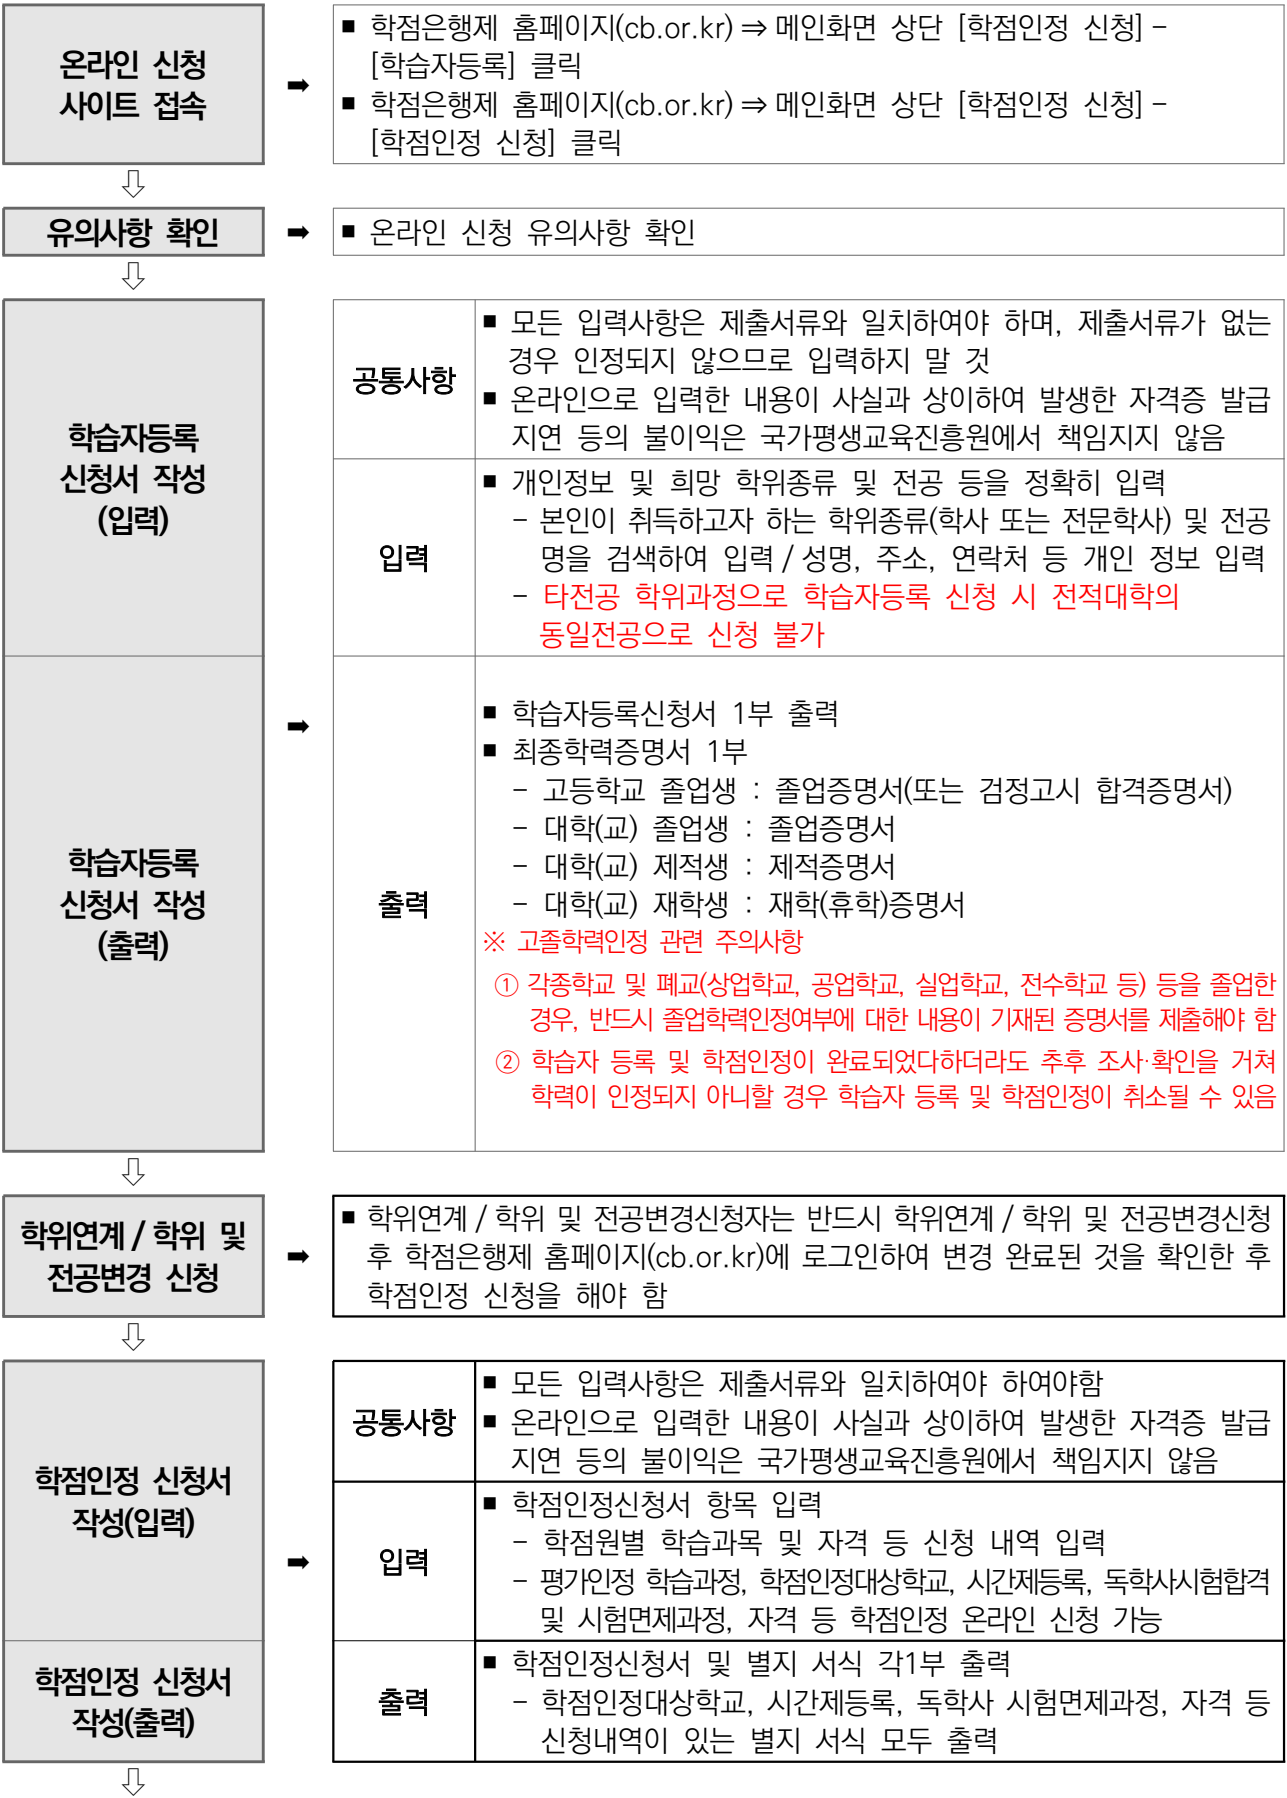 온라인 신청
사이트 접속
➡
■ 학점은행제 홈페이지(cb.or.kr) ⇒ 메인화면 상단 [학점인정 신청] -
[학습자등록] 클릭
■ 학점은행제 홈페이지(cb.or.kr) ⇒ 메인화면 상단 [학점인정 신청] -
[학점인정 신청] 클릭
⇩
유의사항 확인
➡
■ 온라인 신청 유의사항 확인
⇩
학습자등록
신청서 작성
(입력)
공통사항
■ 모든 입력사항은 제출서류와 일치하여야 하며, 제출서류가 없는
경우 인정되지 않으므로 입력하지 말 것
■ 온라인으로 입력한 내용이 사실과 상이하여 발생한 자격증 발급
지연 등의 불이익은 국가평생교육진흥원에서 책임지지 않음
입력
■ 개인정보 및 희망 학위종류 및 전공 등을 정확히 입력
- 본인이 취득하고자 하는 학위종류(학사 또는 전문학사) 및 전공
명을 검색하여 입력 / 성명, 주소, 연락처 등 개인 정보 입력
- 타전공 학위과정으로 학습자등록 신청 시 전적대학의
동일전공으로 신청 불가
학습자등록
신청서 작성
(출력)
➡
출력
■ 학습자등록신청서 1부 출력
■ 최종학력증명서 1부
- 고등학교 졸업생 : 졸업증명서(또는 검정고시 합격증명서)
- 대학(교) 졸업생 : 졸업증명서
- 대학(교) 제적생 : 제적증명서
- 대학(교) 재학생 : 재학(휴학)증명서
※ 고졸학력인정 관련 주의사항
① 각종학교 및 폐교(상업학교, 공업학교, 실업학교, 전수학교 등) 등을 졸업한
경우, 반드시 졸업학력인정여부에 대한 내용이 기재된 증명서를 제출해야 함
② 학습자 등록 및 학점인정이 완료되었다하더라도 추후 조사·확인을 거쳐
학력이 인정되지 아니할 경우 학습자 등록 및 학점인정이 취소될 수 있음
⇩
학위연계 / 학위 및
전공변경 신청
➡
■ 학위연계 / 학위 및 전공변경신청자는 반드시 학위연계 / 학위 및 전공변경신청
후 학점은행제 홈페이지(cb.or.kr)에 로그인하여 변경 완료된 것을 확인한 후
학점인정 신청을 해야 함
⇩
학점인정 신청서
작성(입력)
➡
공통사항
■ 모든 입력사항은 제출서류와 일치하여야 하여야함
■ 온라인으로 입력한 내용이 사실과 상이하여 발생한 자격증 발급
지연 등의 불이익은 국가평생교육진흥원에서 책임지지 않음
입력
■ 학점인정신청서 항목 입력
- 학점원별 학습과목 및 자격 등 신청 내역 입력
- 평가인정 학습과정, 학점인정대상학교, 시간제등록, 독학사시험합격
및 시험면제과정, 자격 등 학점인정 온라인 신청 가능
학점인정 신청서
작성(출력)
출력
■ 학점인정신청서 및 별지 서식 각1부 출력
- 학점인정대상학교, 시간제등록, 독학사 시험면제과정, 자격 등
신청내역이 있는 별지 서식 모두 출력
⇩